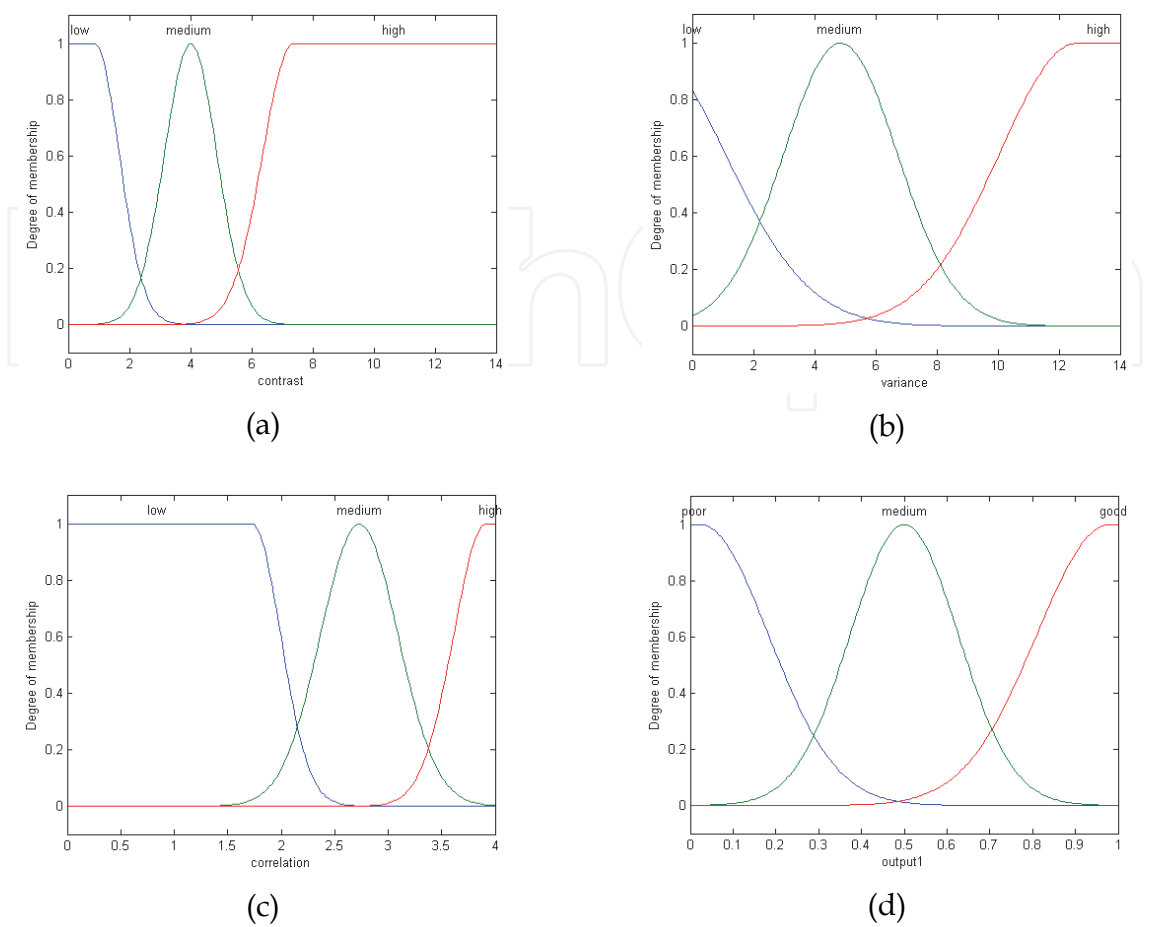 low medium high
1
0.8
0.6
0.4
0.2
0
Degree of membership
0 2 4 6 8 10 12 14
contrast
(a)
low medium high
1
0.8
0.6
0.4
0.2
0
Degree of membership
0 2 4 6 8 10 12 14
variance
(b)
low medium high
1
0.8
0.6
0.4
0.2
0
Degree of membership
0 0.5 1 1.5 2 2.5 3 3.5 4
correlation
(c)
poor medium good
1
0.8
0.6
0.4
0.2
0
Degree of membership
0 0.1 0.2 0.3 0.4 0.5 0.6 0.7 0.8 0.9 1
output1
(d)